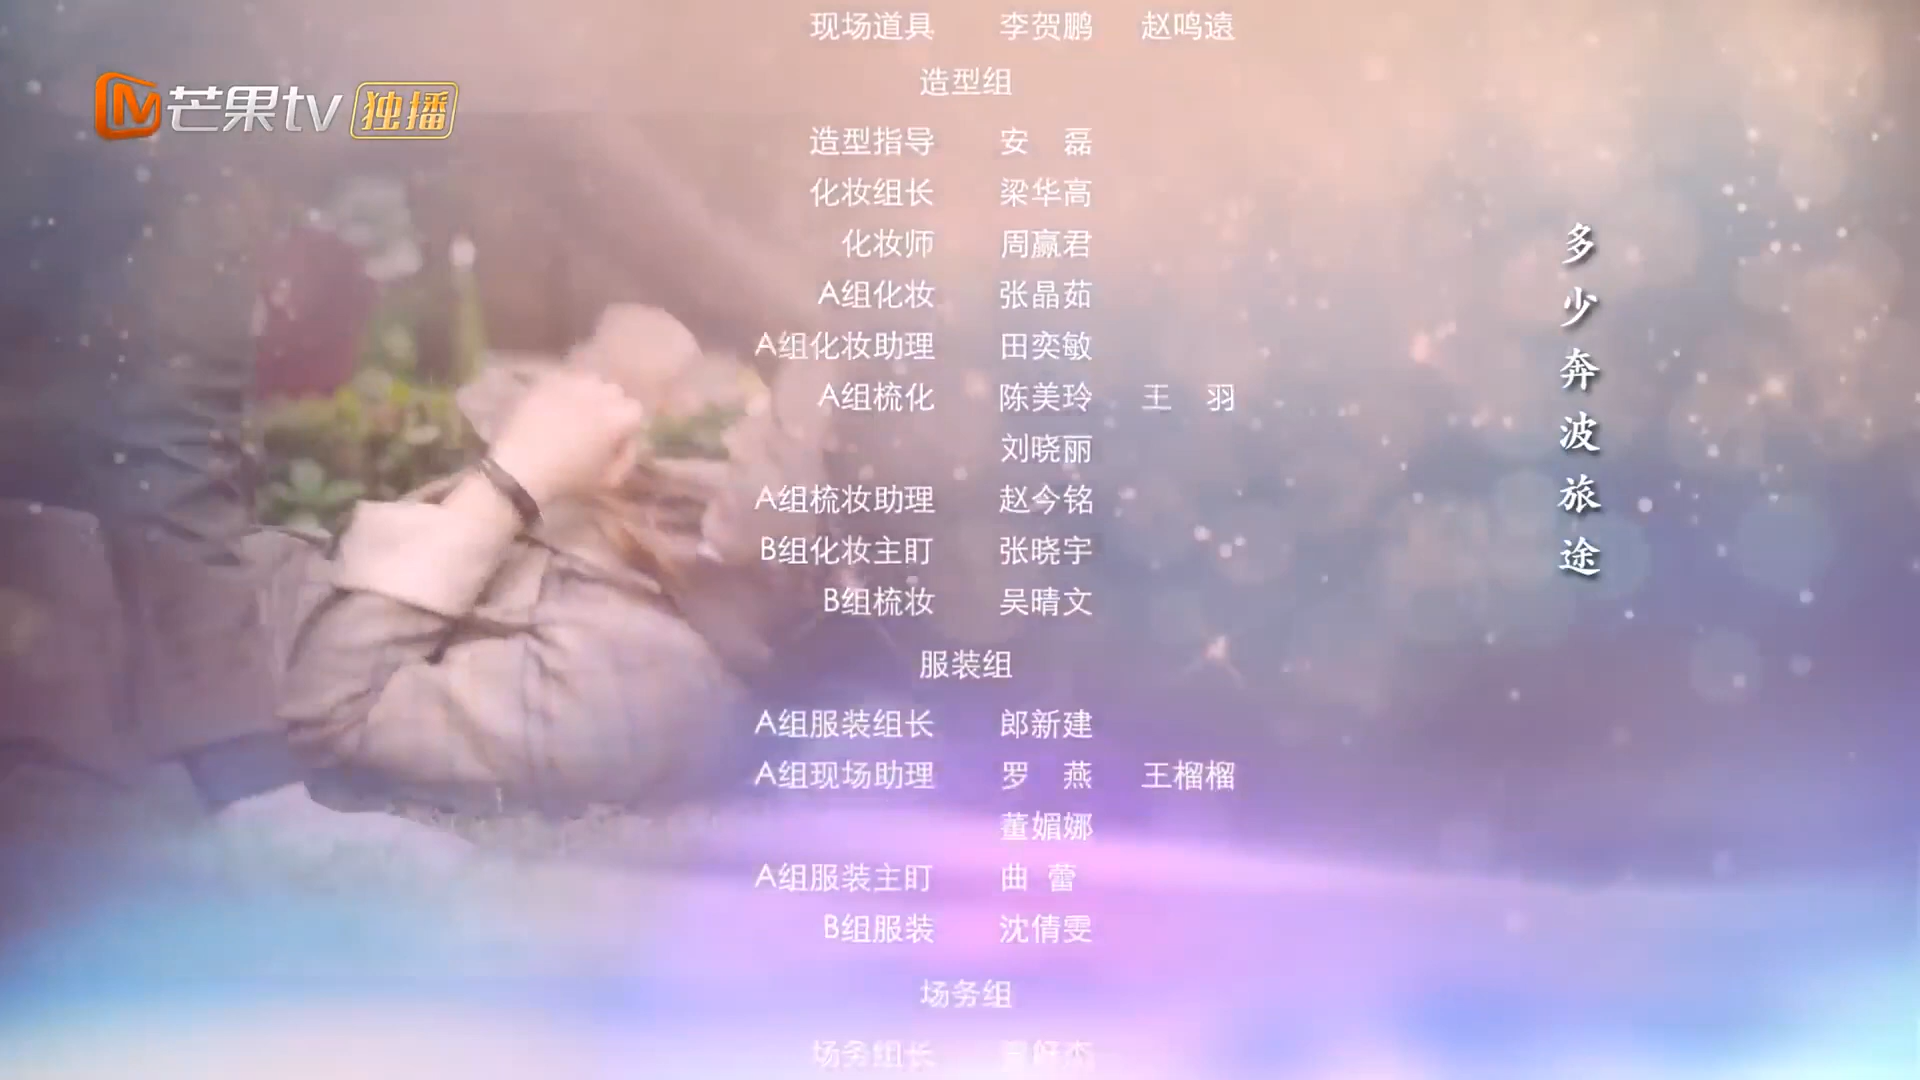 现场道具 李贺鹏 赵鸣遠
芒果tv 独播
造型组
造型指导 安 磊
化妆组长 梁华高
化妆师 周赢君
A组化妆 张晶茹
A组化妆助理 田奕敏
A组梳化 陈美玲 王 羽
刘晓丽
A组梳妆助理 赵今铭
B组化妆主盯 张晓宇
B组梳妆 吴晴文
服装组
A组服装组长 郎新建
A组现场助理 罗 燕 王榴榴
董媚娜
A组服装主盯 曲 蕾
B组服装 沈倩雯
场务组
场务组长
多少奔波旅途